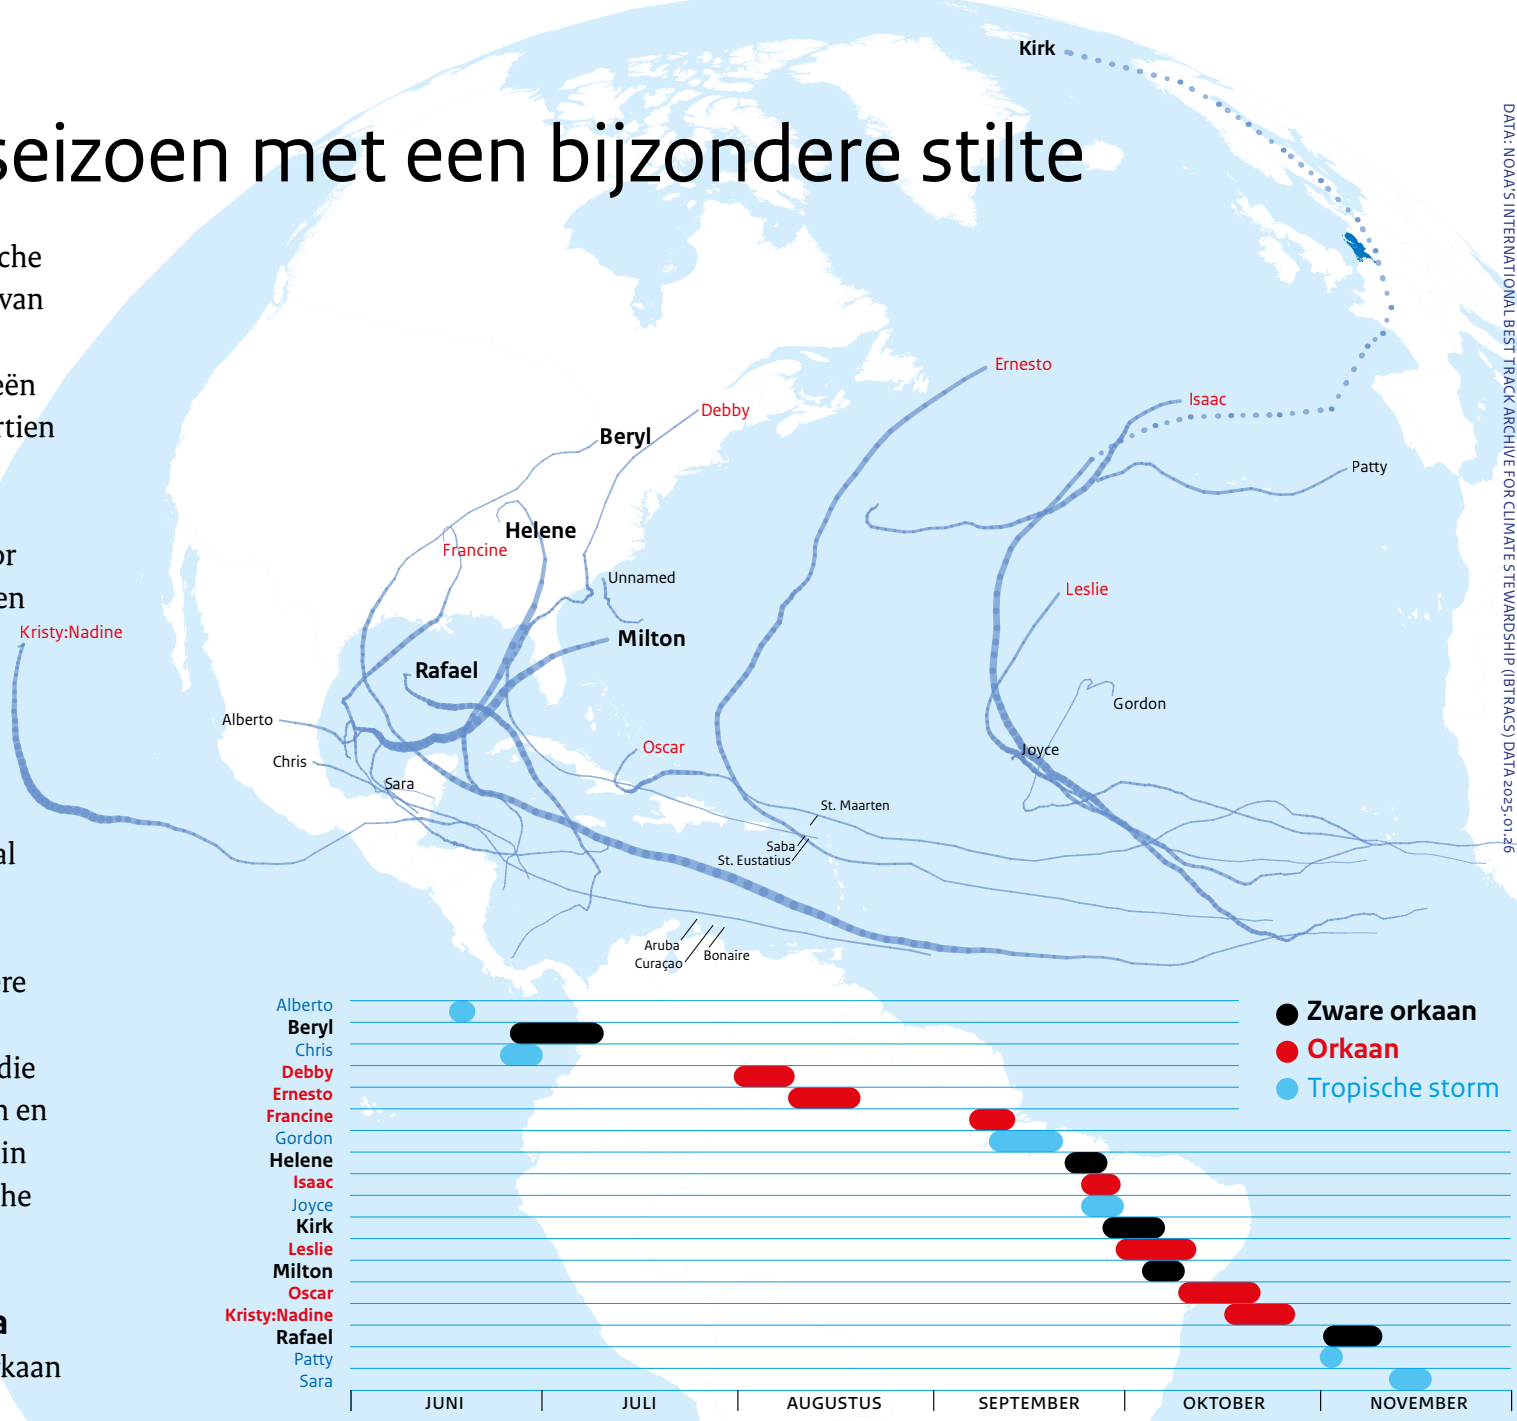 seizoen met een bijzondere stilte
che
van
eën
rtien
or
en
al
ere
die
n en
in
he
a
kaan
Kirk
Ernesto
Isaac
Debby
Beryl
Patty
Helene
Francine
Unnamed
Leslie
Kristy:Nadine
Milton
Rafael
Gordon
Alberto
Oscar
Joyce
Chris
Sara
St. Maarten
Saba
St. Eustatius
Aruba
Curaçao
Bonaire
DATA: NOAA'S INTERNATIONAL BEST TRACK ARCHIVE FOR CLIMATE STEWARDSHIP (IBTRACS) DATA 2025.01.26
Zware orkaan
Orkaan
Tropische storm
Alberto
Beryl
Chris
Debby
Ernesto
Francine
Gordon
Helene
Isaac
Joyce
Kirk
Leslie
Milton
Oscar
Kristy:Nadine
Rafael
Patty
Sara
JUNI JULI AUGUSTUS SEPTEMBER OKTOBER NOVEMBER